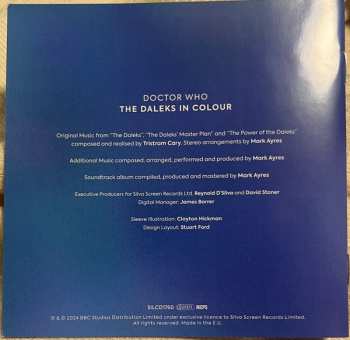 DOCTOR WHO
THE DALEKS IN COLOUR
Original Music from "The Daleks", "The Daleks' Master Plan" and "The Power of the Daleks"
composed and realised by Tristram Cary. Stereo arrangements by Mark Ayres
Additional Music composed, arranged, performed and produced by Mark Ayres
Soundtrack album compiled, produced and mastered by Mark Ayres
Executive Producers for Silva Screen Records Ltd, Reynold D'Silva and David Stoner
Digital Manager: James Barrer
Sleeve Illustration: Clayton Hickman
Design Layout: Stuart Ford
SILCD1760
MCPS
℗ & © 2024 BBC Studios Distribution Limited under exclusive licence to Silva Screen Records Limited.
All rights reserved. Made in the E.U.